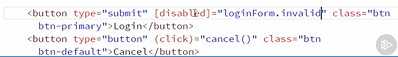 <button type="submit" [disabled]="loginForm.invalid" class="btn
btn-primary">Login</button>
<button type="button" (click)="cancel()" class="btn
btn-default">Cancel</button>